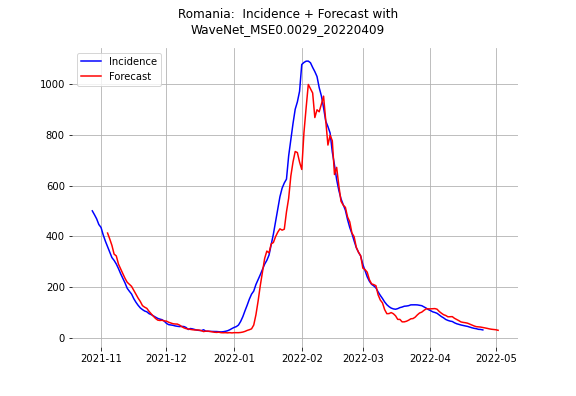 Romania:  Incidence + Forecast with
WaveNet_MSE0.0029_20220409
Incidence
Forecast
1000
800
600
400
200
0
2021-11 2021-12 2022-01 2022-02 2022-03 2022-04 2022-05